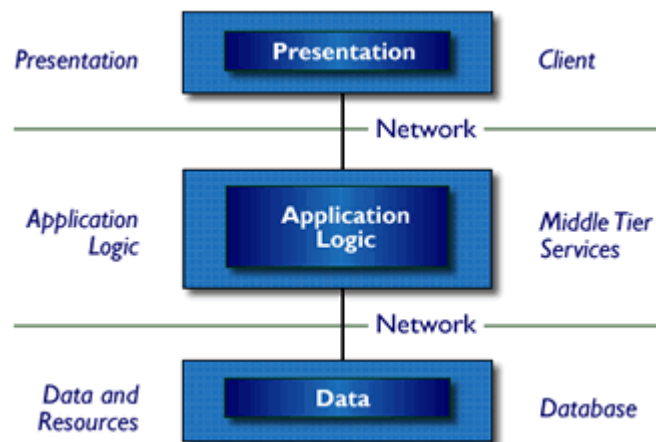 Presentation
Presentation
Client
Network
Application
Logic
Application
Logic
Middle Tier
Services
Network
Data and
Resources
Data
Database